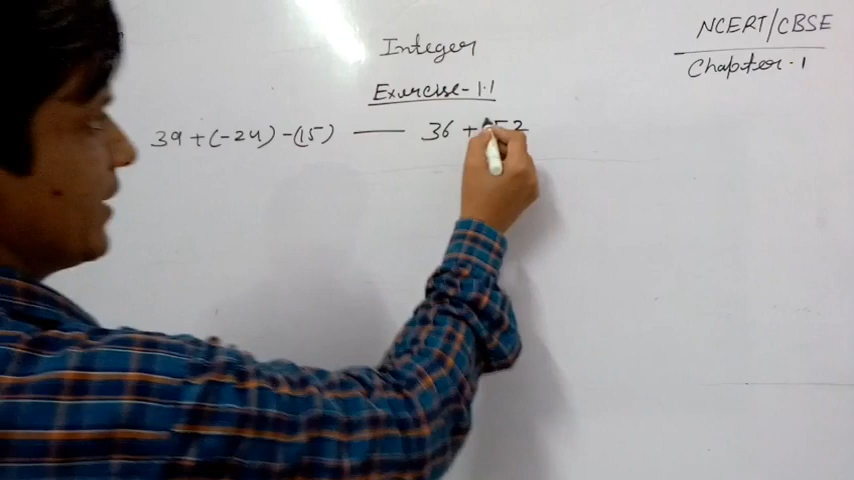 NCERT/CBSE
Chapter-1
Integer
Exercise-1.1
39 + (-24) - (15) —— 36 + 52